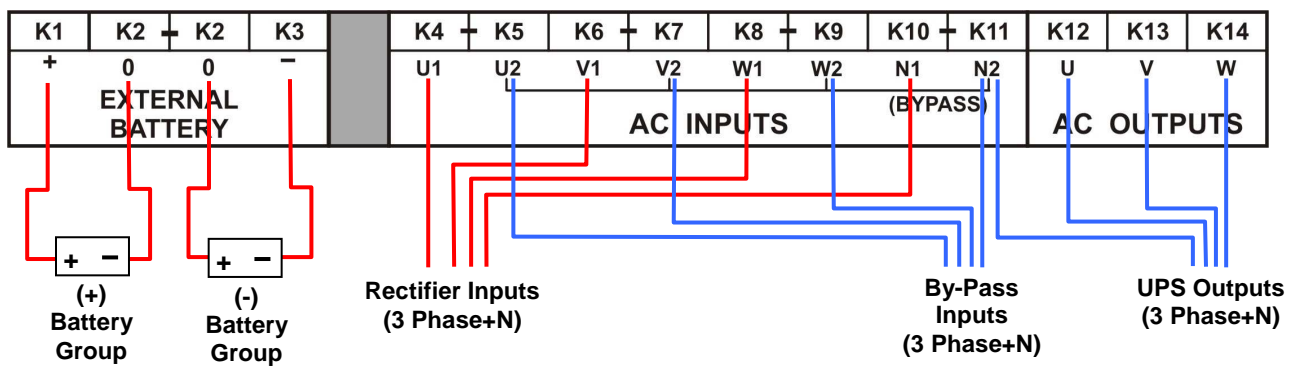 K1 K2 - K2 K3 K4 - K5 K6 - K7 K8 - K9 K10 - K11 K12 K13 K14
+ 0 0 − U1 U2 V1 V2 W1 W2 N1 N2 U V W
(BYPASS)
EXTERNAL
BATTERY
AC INPUTS
AC OUTPUTS
+ − + −
(+)
Battery
Group
(-)
Battery
Group
Rectifier Inputs
(3 Phase+N)
By-Pass
Inputs
(3 Phase+N)
UPS Outputs
(3 Phase+N)